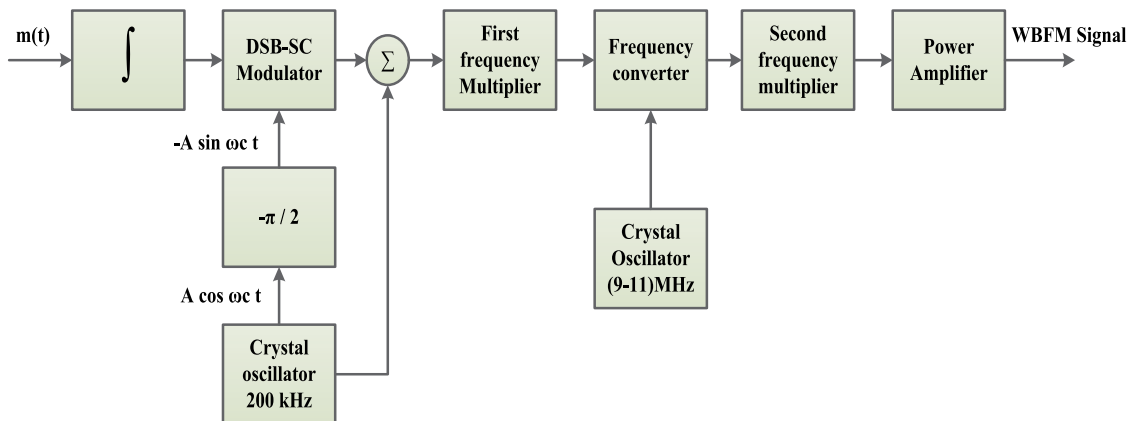 m(t)
∫
DSB-SC
Modulator
Σ
First
frequency
Multiplier
Frequency
converter
Second
frequency
multiplier
Power
Amplifier
WBFM Signal
-A sin ωc t
-π / 2
A cos ωc t
Crystal
oscillator
200 kHz
Crystal
Oscillator
(9-11)MHz